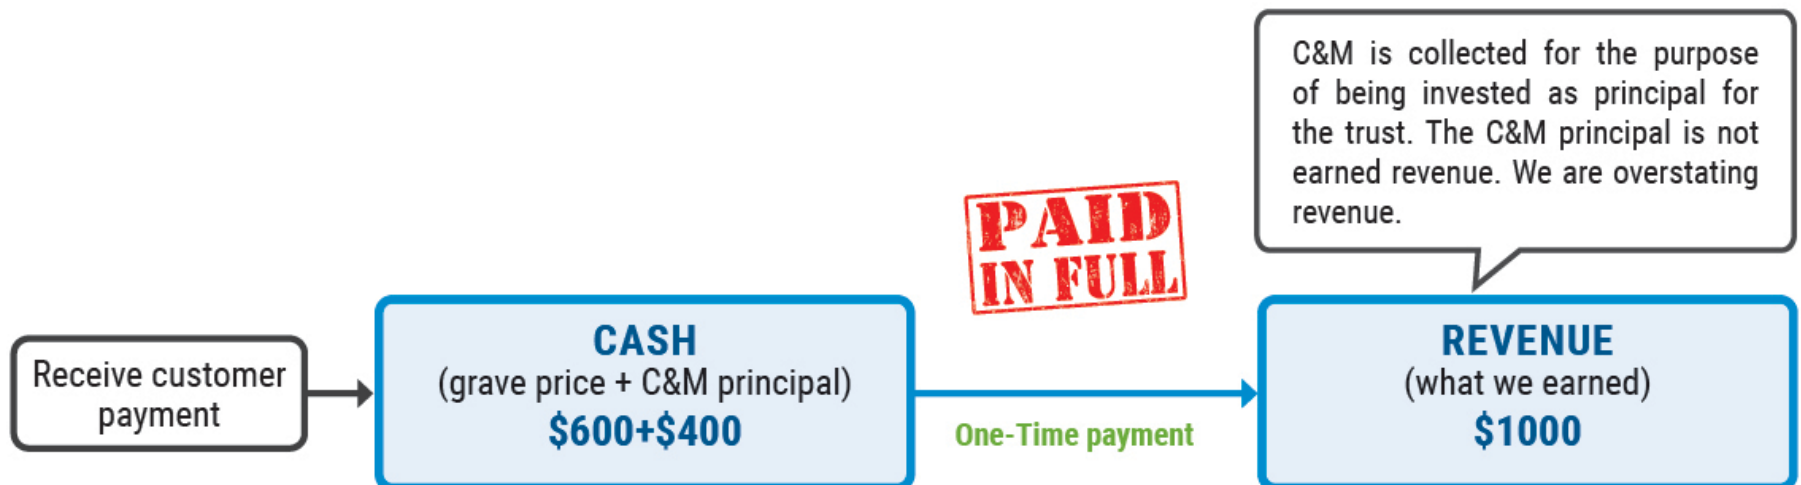 C&M is collected for the purpose
of being invested as principal for
the trust. The C&M principal is not
earned revenue. We are overstating
revenue.
PAID
IN FULL
Receive customer
payment
CASH
(grave price + C&M principal)
$600+$400
One-Time payment
REVENUE
(what we earned)
$1000